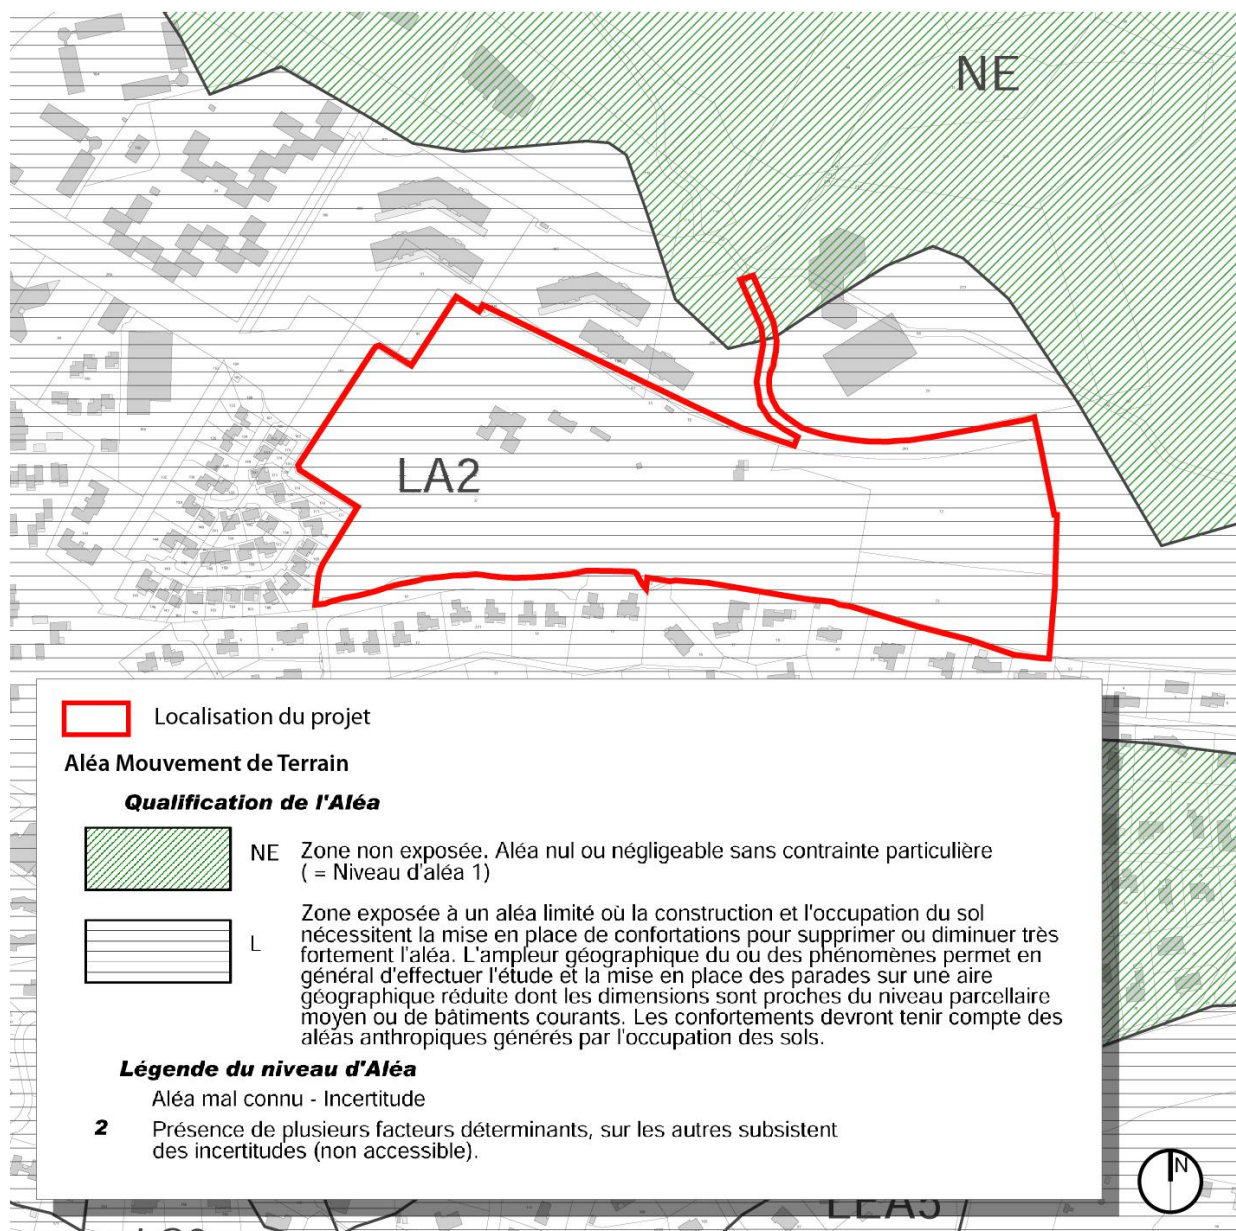 NE
LA2
Localisation du projet
Aléa Mouvement de Terrain
Qualification de l'Aléa
NE Zone non exposée. Aléa nul ou négligeable sans contrainte particulière
( = Niveau d'aléa 1)
L Zone exposée à un aléa limité où la construction et l'occupation du sol
nécessitent la mise en place de confortations pour supprimer ou diminuer très
fortement l'aléa. L'ampleur géographique du ou des phénomènes permet en
général d'effectuer l'étude et la mise en place des parades sur une aire
géographique réduite dont les dimensions sont proches du niveau parcellaire
moyen ou de bâtiments courants. Les confortements devront tenir compte des
aléas anthropiques générés par l'occupation des sols.
Légende du niveau d'Aléa
Aléa mal connu - Incertitude
2 Présence de plusieurs facteurs déterminants, sur les autres subsistent
des incertitudes (non accessible).
N